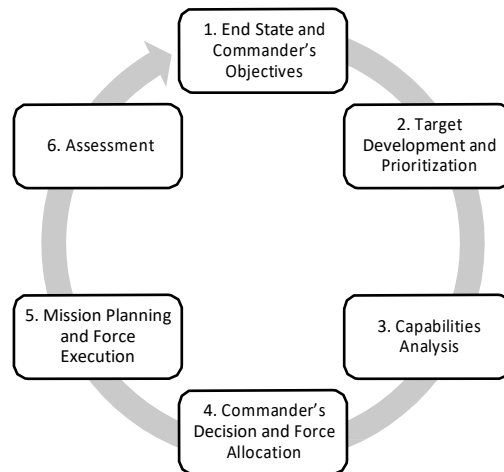 1. End State and
Commander’s
Objectives
2. Target
Development and
Prioritization
3. Capabilities
Analysis
4. Commander’s
Decision and Force
Allocation
5. Mission Planning
and Force
Execution
6. Assessment